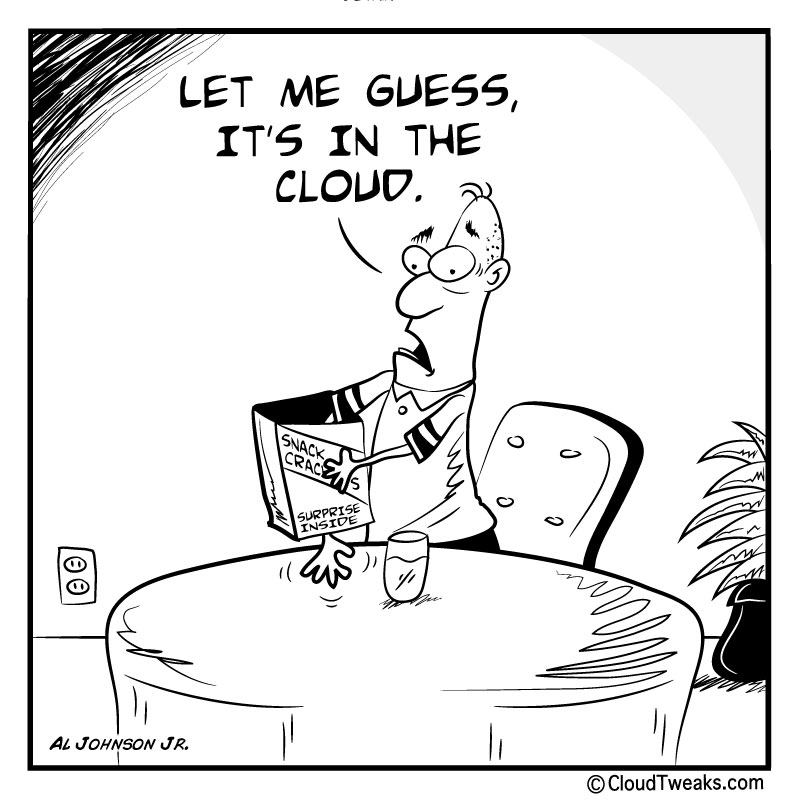 LET ME GUESS,
IT'S IN THE
CLOUD.
SNACK
CRAC S
SURPRISE
INSIDE
AL JOHNSON JR.
©CloudTweaks.com